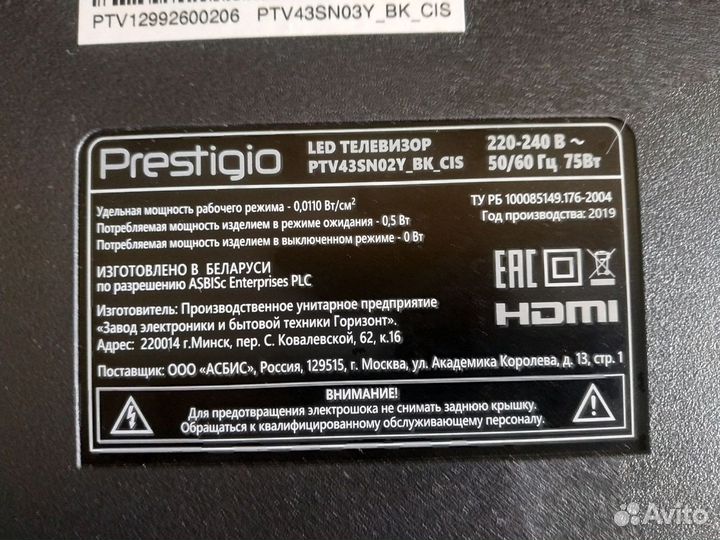 PTV12992600206 PTV43SN03Y_BK_CIS
Prestigio
LED ТЕЛЕВИЗОР
PTV43SN02Y_BK_CIS
220-240 В ~
50/60 Гц 75Вт
Удельная мощность рабочего режима - 0,0110 Вт/см²
Потребляемая мощность изделием в режиме ожидания - 0,5 Вт
Потребляемая мощность изделием в выключенном режиме - 0 Вт
ТУ РБ 100085149.176-2004
Год производства: 2019
ИЗГОТОВЛЕНО В БЕЛАРУСИ
по разрешению ASBISc Enterprises PLC
EAC
HDMI
Изготовитель: Производственное унитарное предприятие
«Завод электроники и бытовой техники Горизонт».
Адрес: 220014 г.Минск, пер. С. Ковалевской, 62, к.16
Поставщик: ООО «АСБИС», Россия, 129515, г. Москва, ул. Академика Королева, д. 13, стр. 1
ВНИМАНИЕ!
Для предотвращения электрошока не снимать заднюю крышку.
Обращаться к квалифицированному обслуживающему персоналу.
Avito